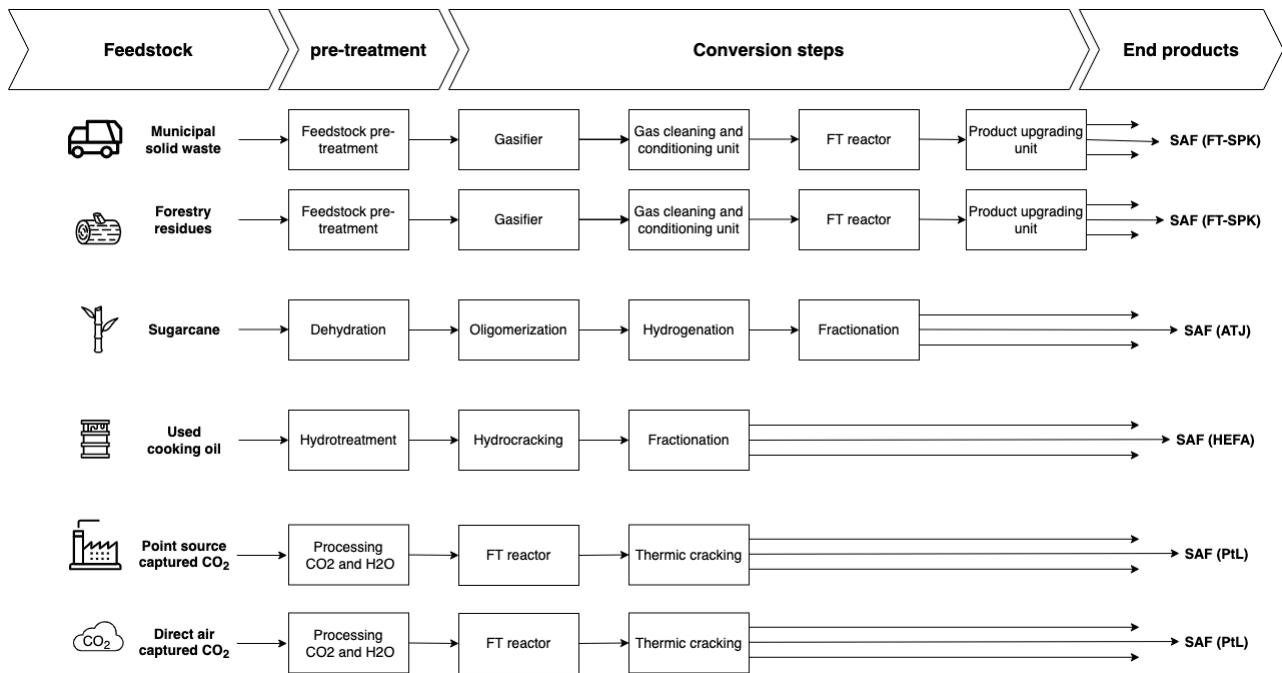 Feedstock
pre-treatment
Conversion steps
End products
Municipal
solid waste
Feedstock pre-
treatment
Gasifier
Gas cleaning and
conditioning unit
FT reactor
Product upgrading
unit
SAF (FT-SPK)
Forestry
residues
Feedstock pre-
treatment
Gasifier
Gas cleaning and
conditioning unit
FT reactor
Product upgrading
unit
SAF (FT-SPK)
Sugarcane
Dehydration
Oligomerization
Hydrogenation
Fractionation
SAF (ATJ)
Used
cooking oil
Hydrotreatment
Hydrocracking
Fractionation
SAF (HEFA)
Point source
captured CO₂
Processing
CO2 and H2O
FT reactor
Thermic cracking
SAF (PtL)
CO₂
Direct air
captured CO₂
Processing
CO2 and H2O
FT reactor
Thermic cracking
SAF (PtL)